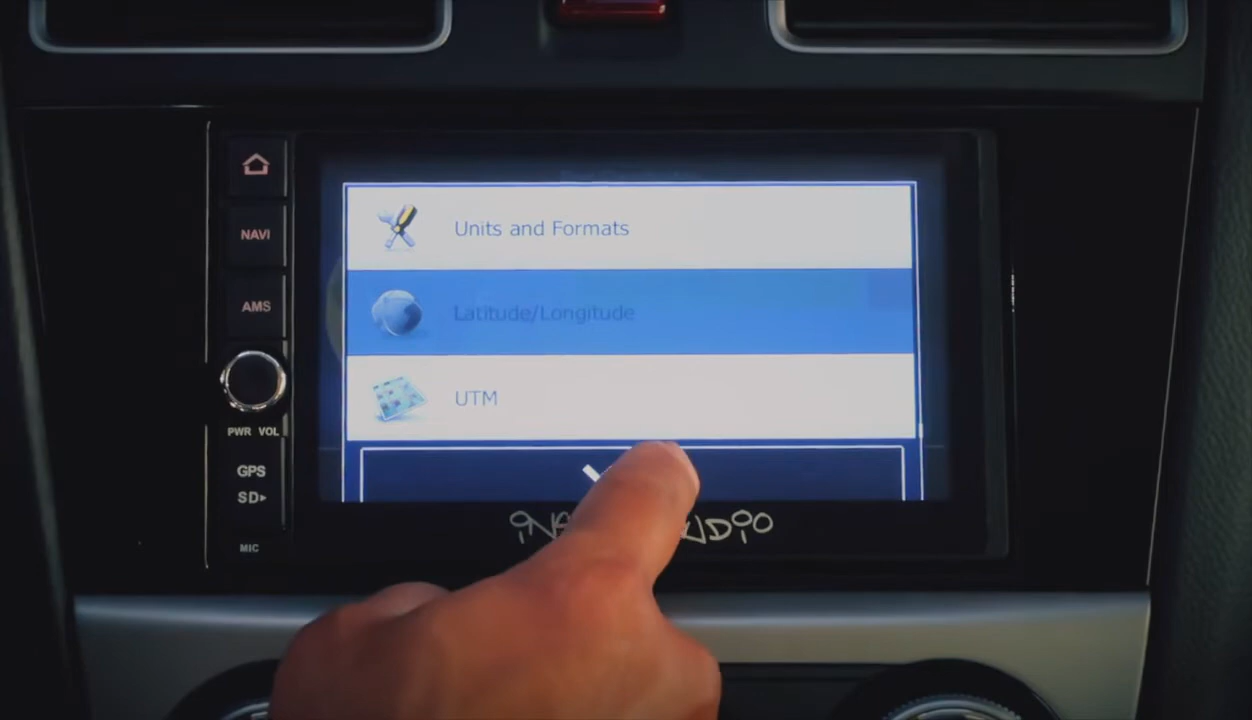 NAVI
AMS
PWR VOL
GPS
SD
MIC
Units and Formats
Latitude/Longitude
UTM